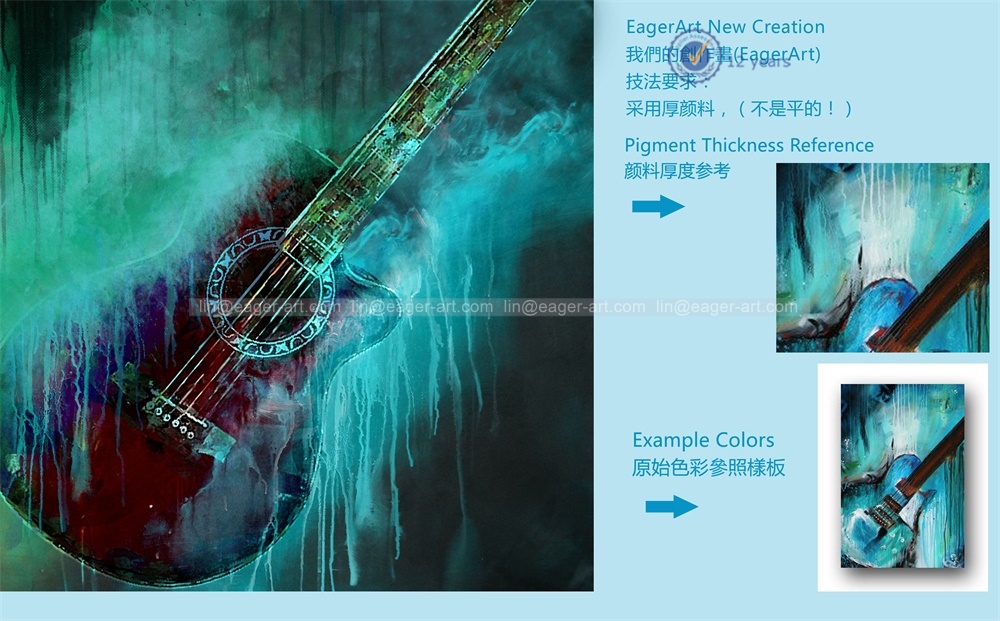 EagerArt New Creation
我們的創作畫(EagerArt)
12 years
技法要求：
采用厚颜料，（不是平的！）
Pigment Thickness Reference
颜料厚度参考
lin@eager-art.com lin@eager-art.com lin@eager-art.com lin@eager-art.com
Example Colors
原始色彩參照樣板